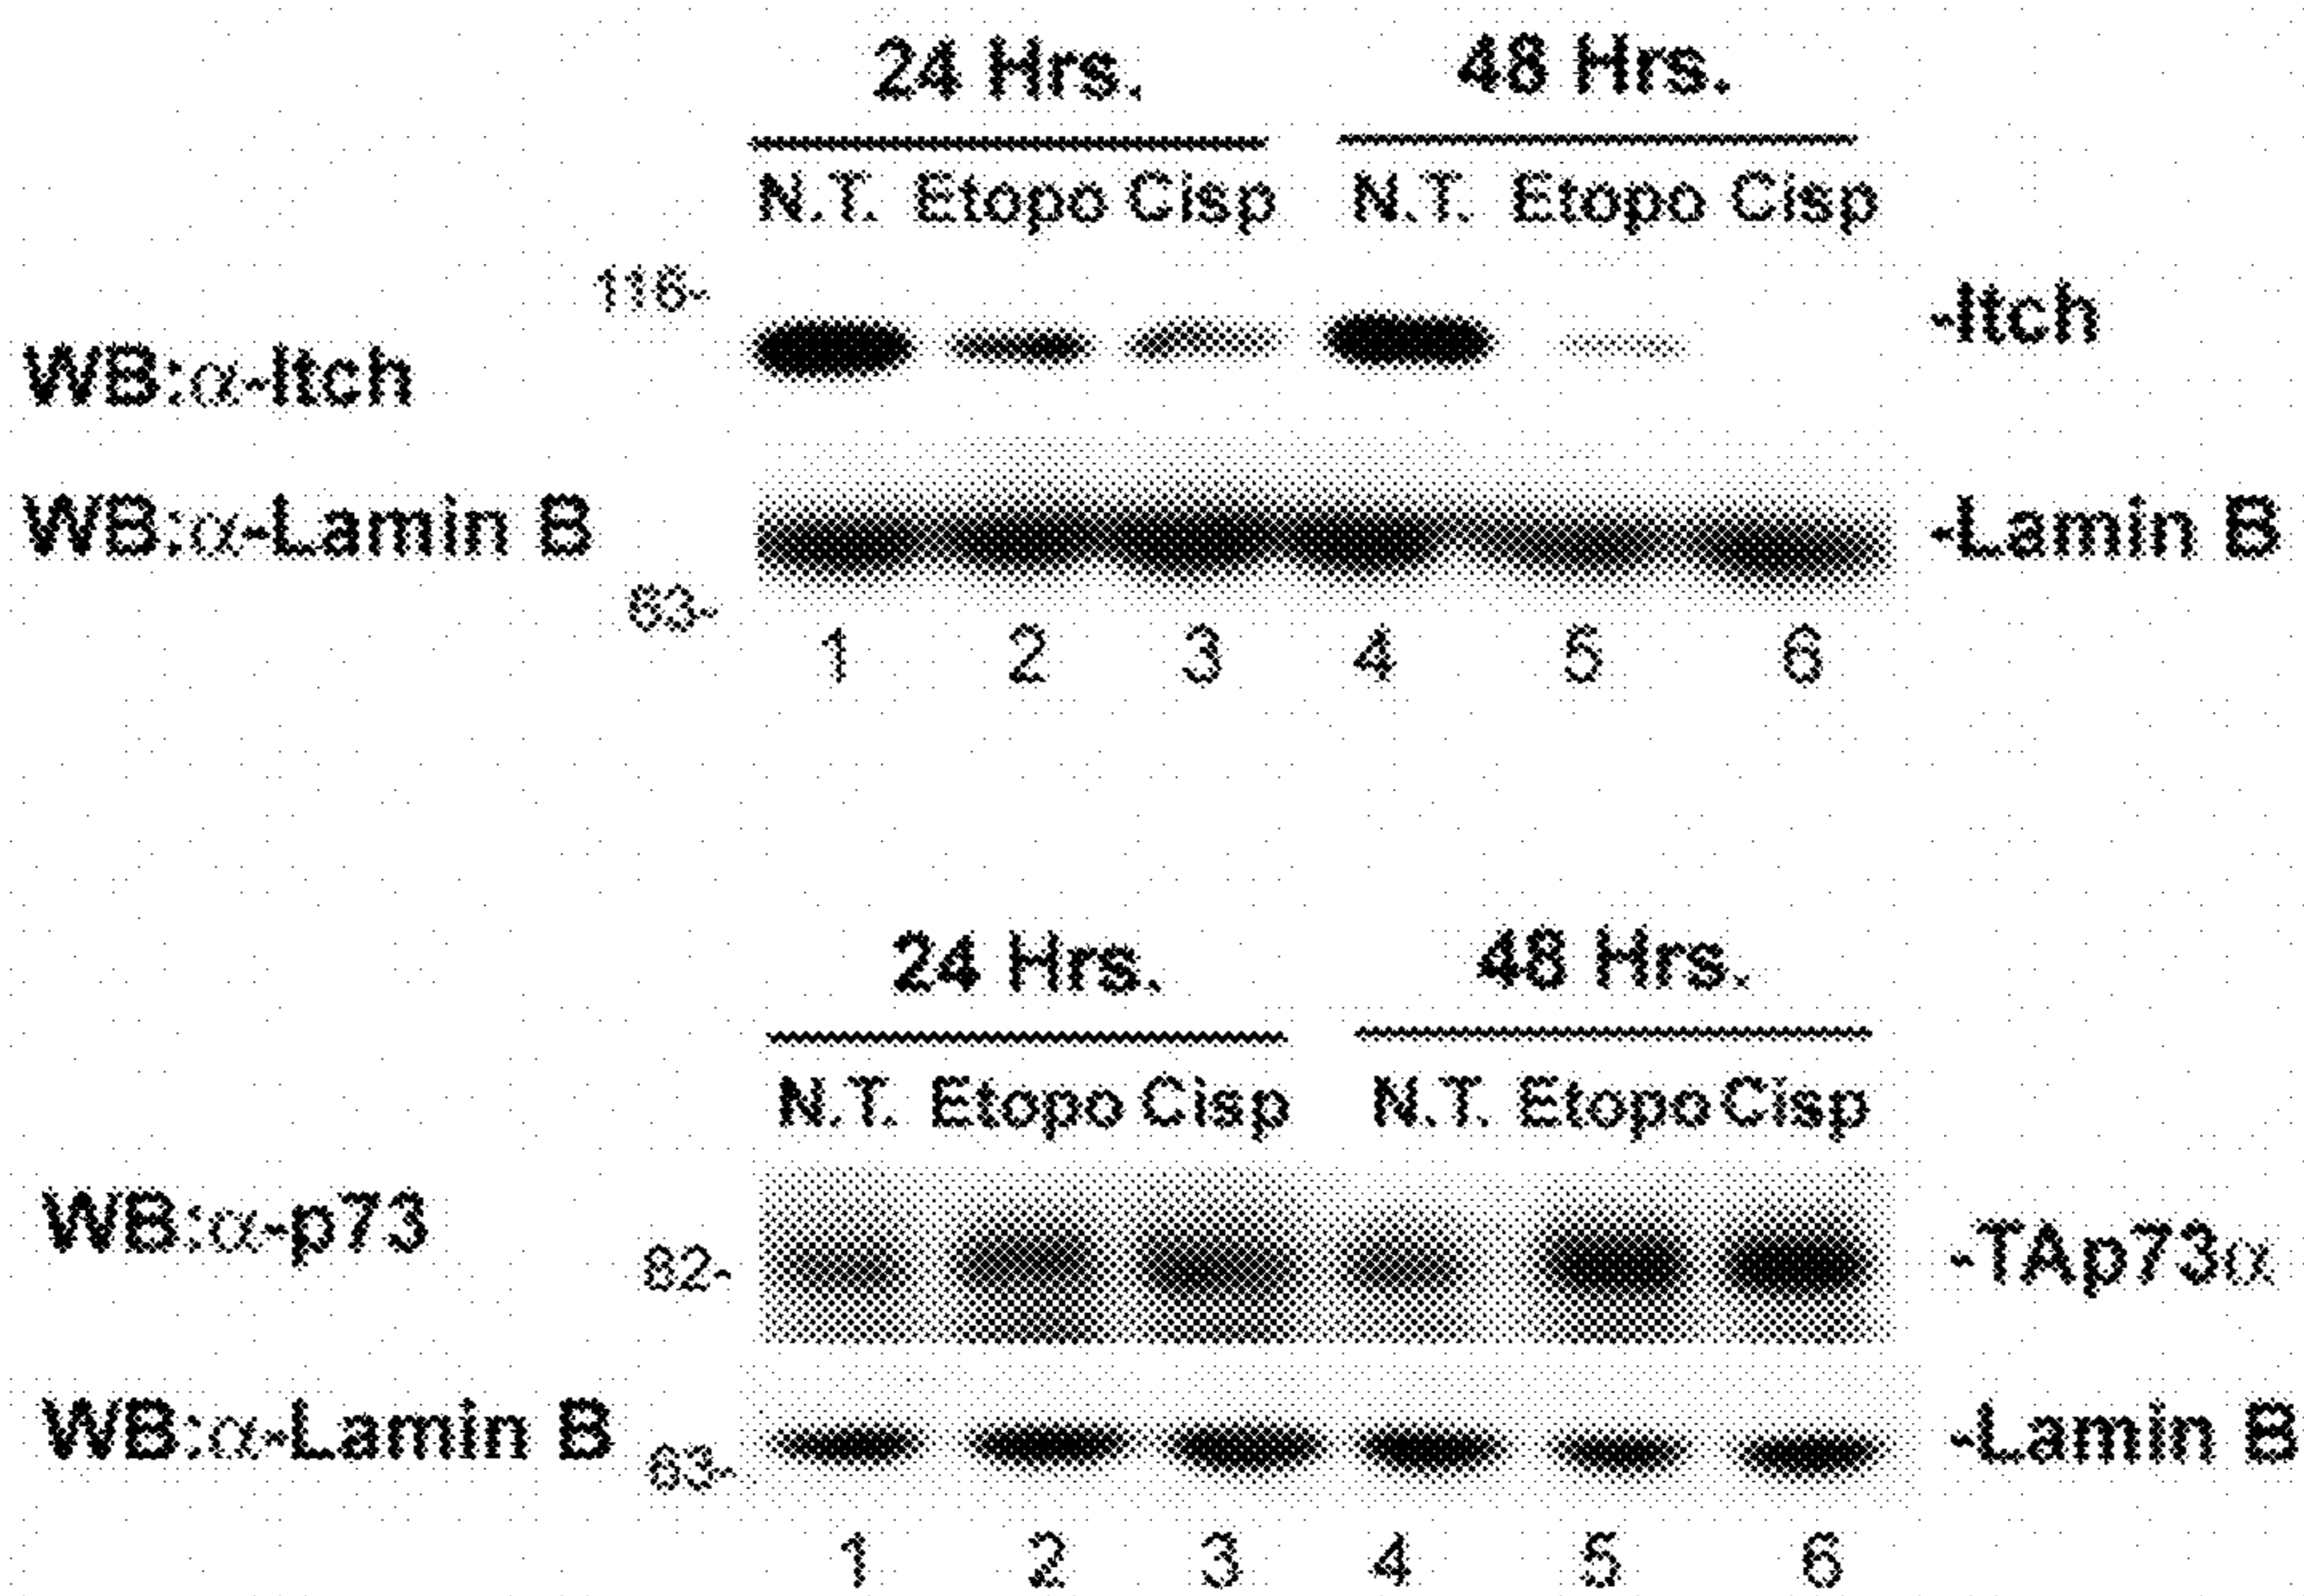 24 Hrs. 48 Hrs.
N.T. Etopo Cisp N.T. Etopo Cisp
116-
-Itch
WB:α-Itch
WB:α-Lamin B
-Lamin B
63-
1 2 3 4 5 6
24 Hrs. 48 Hrs.
N.T. Etopo Cisp N.T. Etopo Cisp
WB:α-p73
82-
-TAp73α
WB:α-Lamin B
-Lamin B
63-
1 2 3 4 5 6